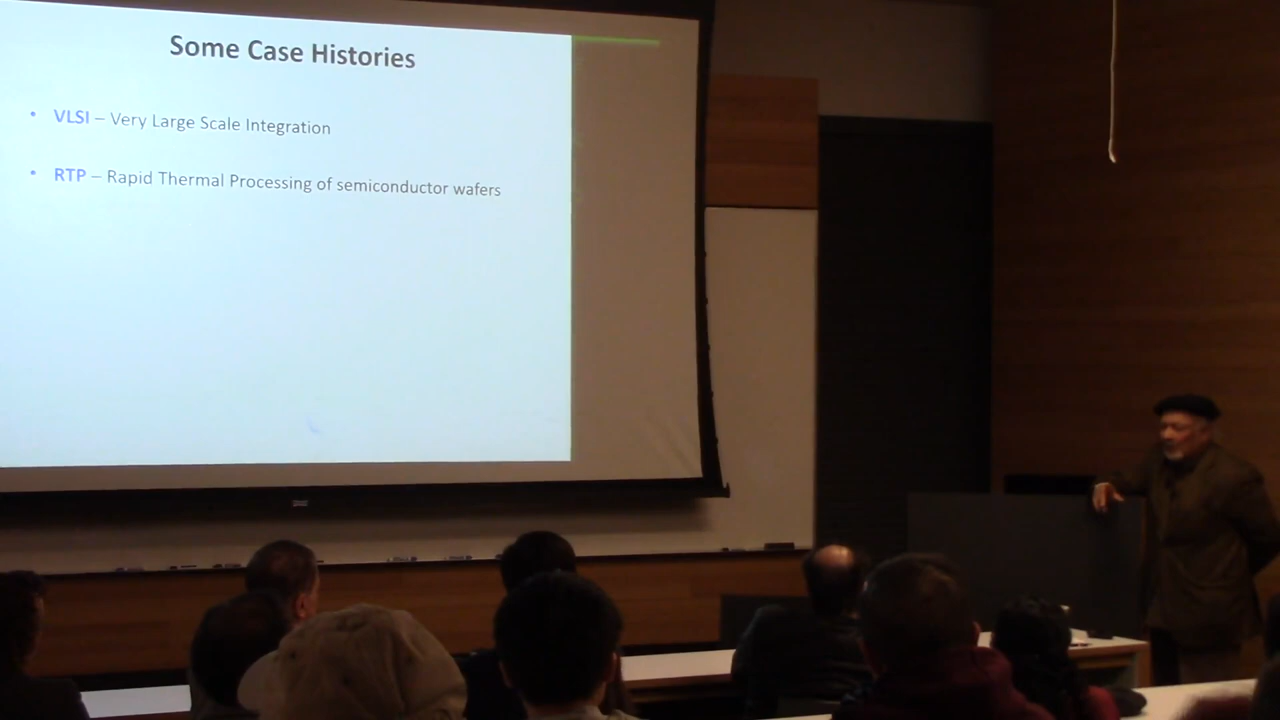 Some Case Histories
• VLSI – Very Large Scale Integration
• RTP – Rapid Thermal Processing of semiconductor wafers